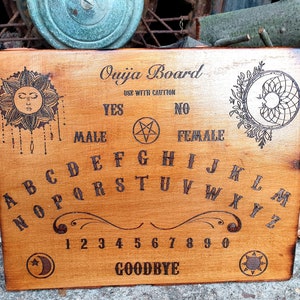 Ouija Board
USE WITH CAUTION
YES NO
MALE FEMALE
A B C D E F G H I J K L M
N O P Q R S T U V W X Y Z
1 2 3 4 5 6 7 8 9 0
GOODBYE